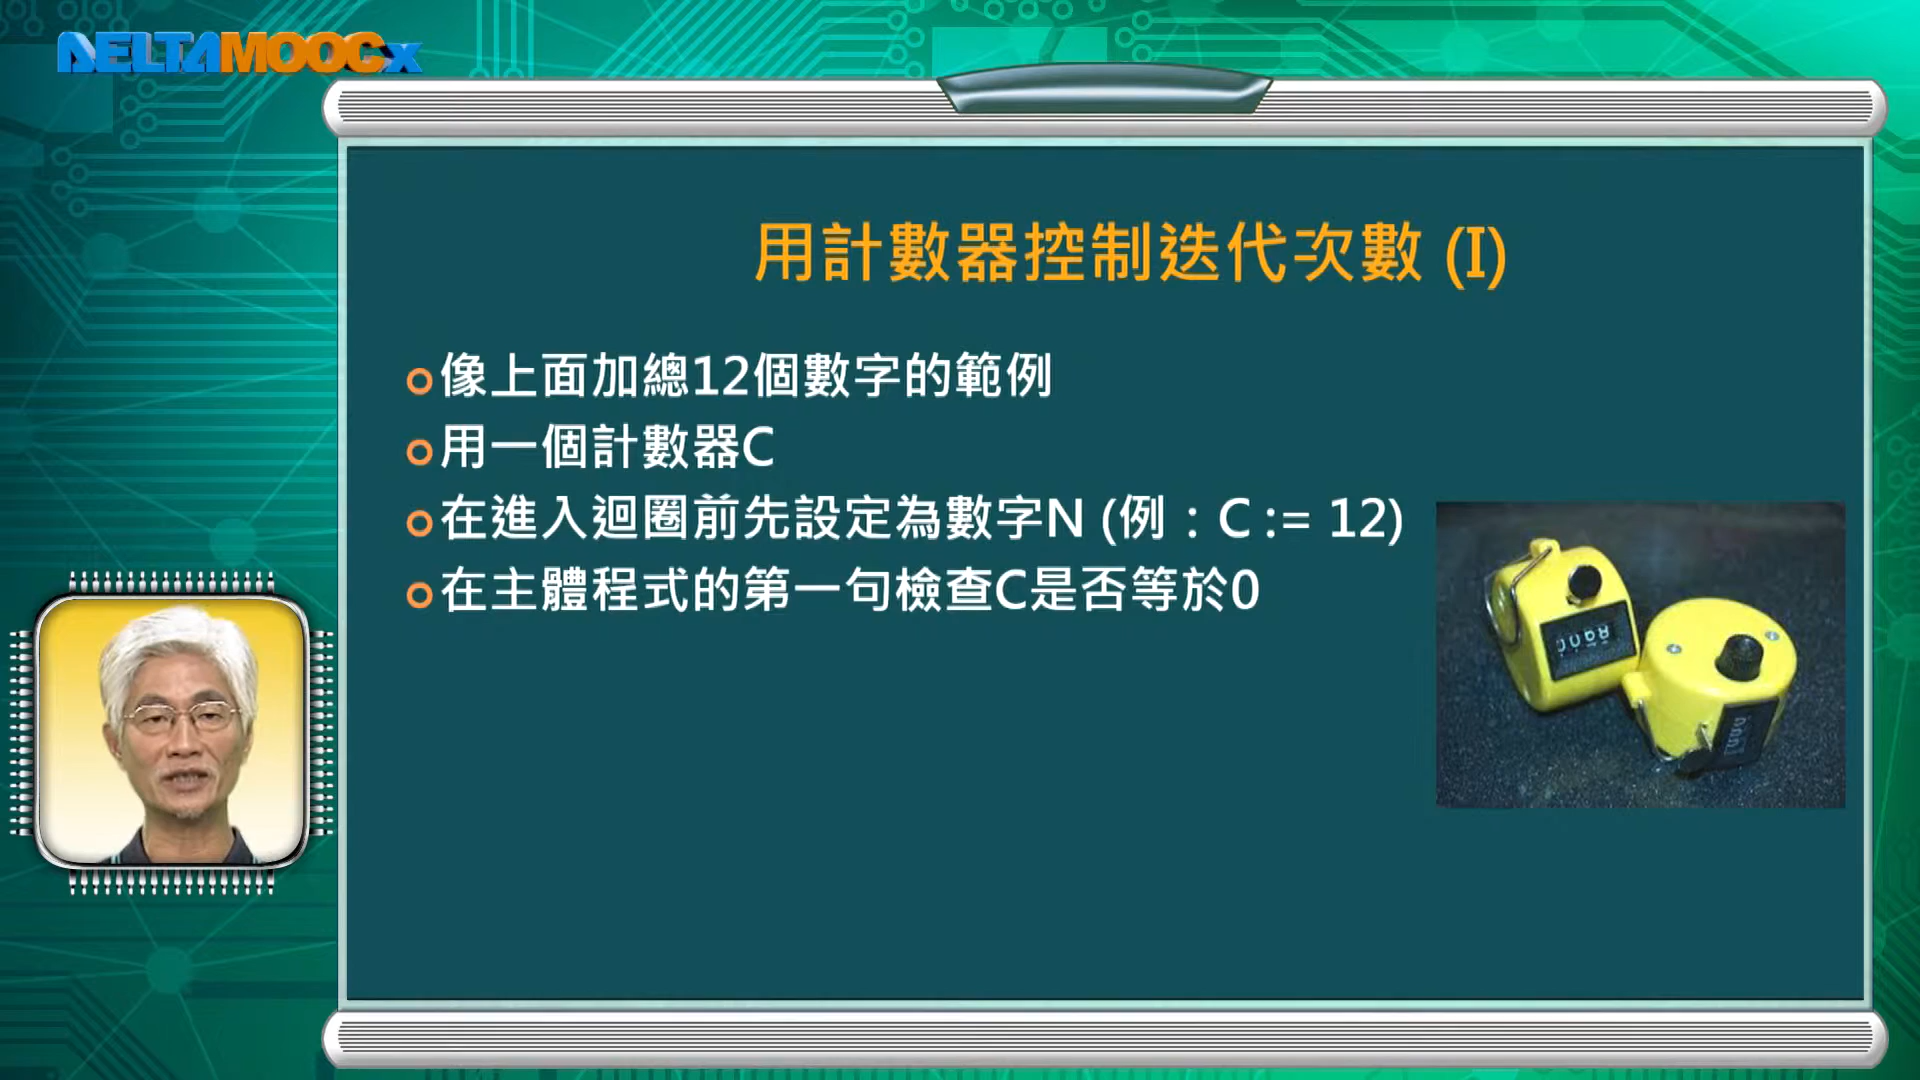 DELTAMOOCx
用計數器控制迭代次數 (I)
像上面加總12個數字的範例
用一個計數器C
在進入迴圈前先設定為數字N (例：C := 12)
在主體程式的第一句檢查C是否等於0